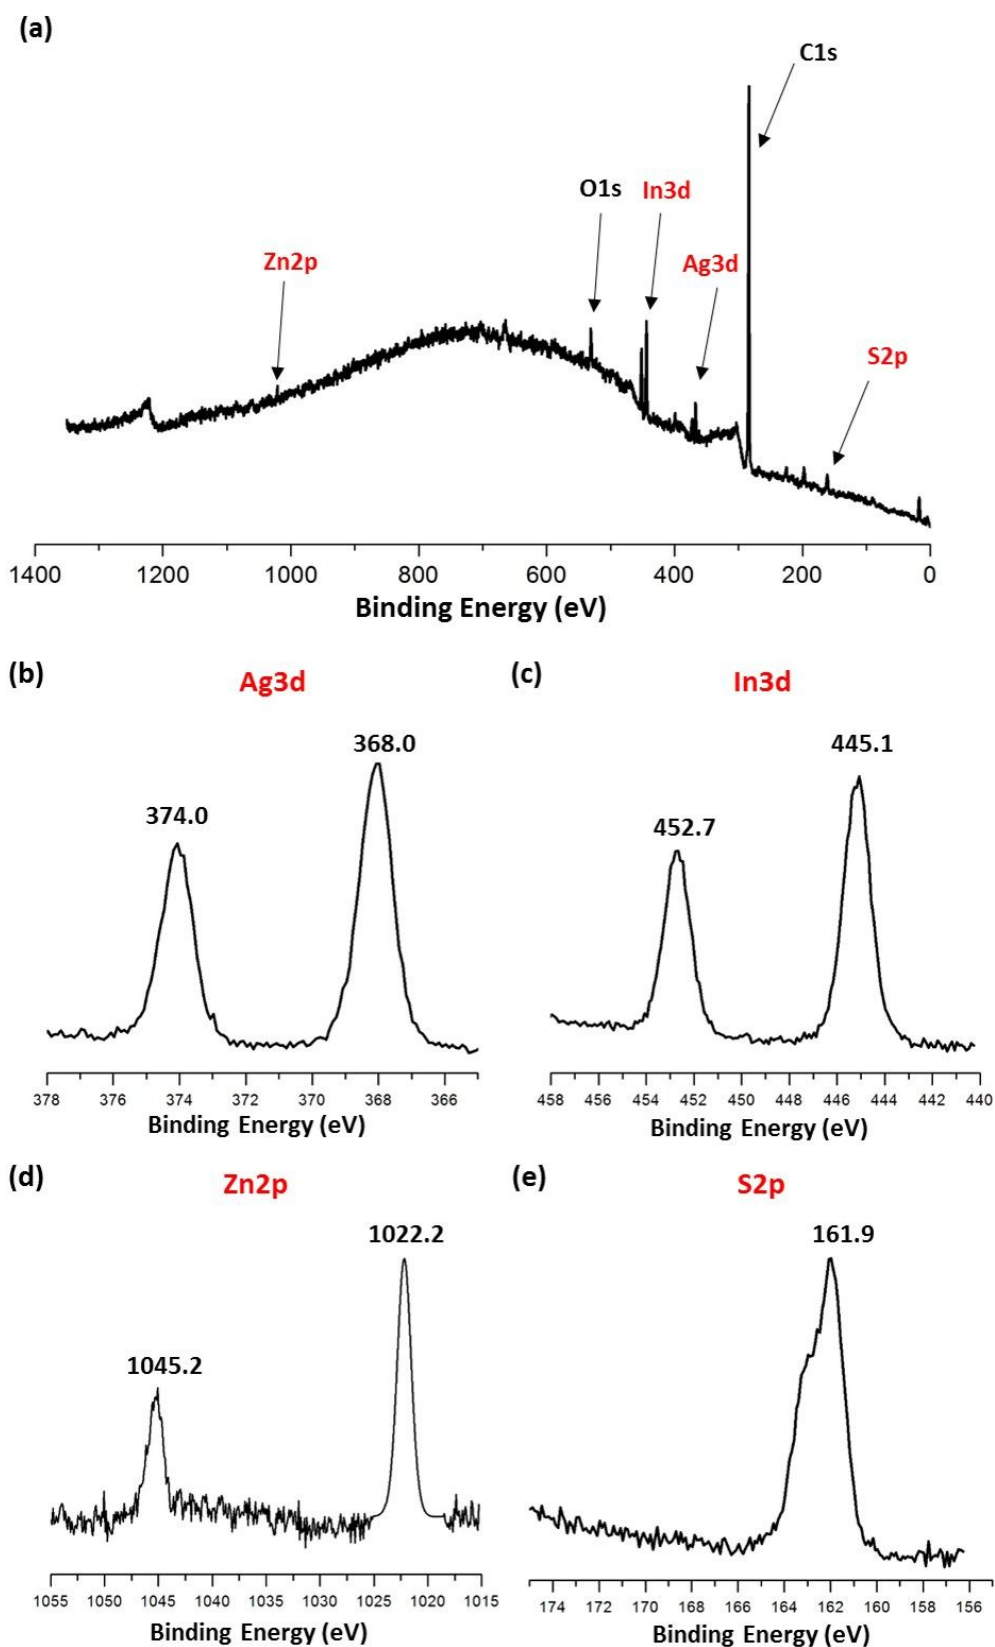 (a)
C1s
O1s
In3d
Zn2p
Ag3d
S2p
1400 1200 1000 800 600 400 200 0
Binding Energy (eV)
(b)
Ag3d
374.0
368.0
378 376 374 372 370 368 366
Binding Energy (eV)
(c)
In3d
452.7
445.1
458 456 454 452 450 448 446 444 442 440
Binding Energy (eV)
(d)
Zn2p
1045.2
1022.2
1055 1050 1045 1040 1035 1030 1025 1020 1015
Binding Energy (eV)
(e)
S2p
161.9
174 172 170 168 166 164 162 160 158 156
Binding Energy (eV)